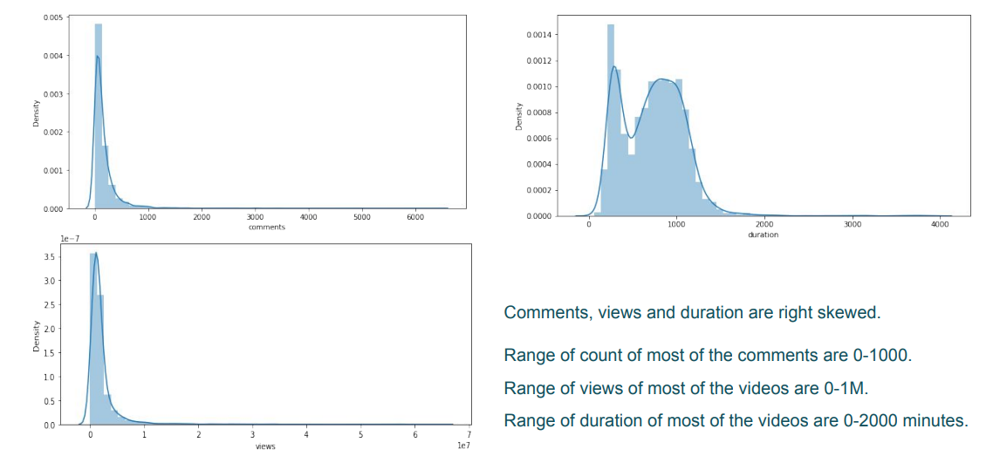 0.005
0.004
0.003
0.002
0.001
0.000
Density
0 1000 2000 3000 4000 5000 6000
comments
0.0014
0.0012
0.0010
0.0008
0.0006
0.0004
0.0002
0.0000
Density
0 1000 2000 3000 4000
duration
1e−7
3.5
3.0
2.5
2.0
1.5
1.0
0.5
0.0
Density
0 1 2 3 4 5 6 7
views
1e7
Comments, views and duration are right skewed.
Range of count of most of the comments are 0-1000.
Range of views of most of the videos are 0-1M.
Range of duration of most of the videos are 0-2000 minutes.